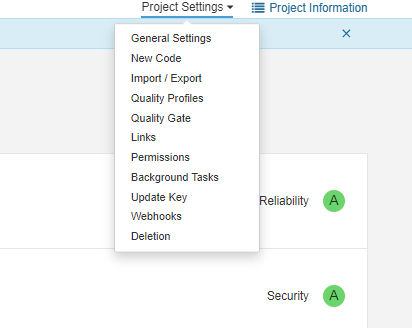 Project Settings
Project Information
General Settings
New Code
Import / Export
Quality Profiles
Quality Gate
Links
Permissions
Background Tasks
Update Key
Webhooks
Deletion
Reliability A
Security A